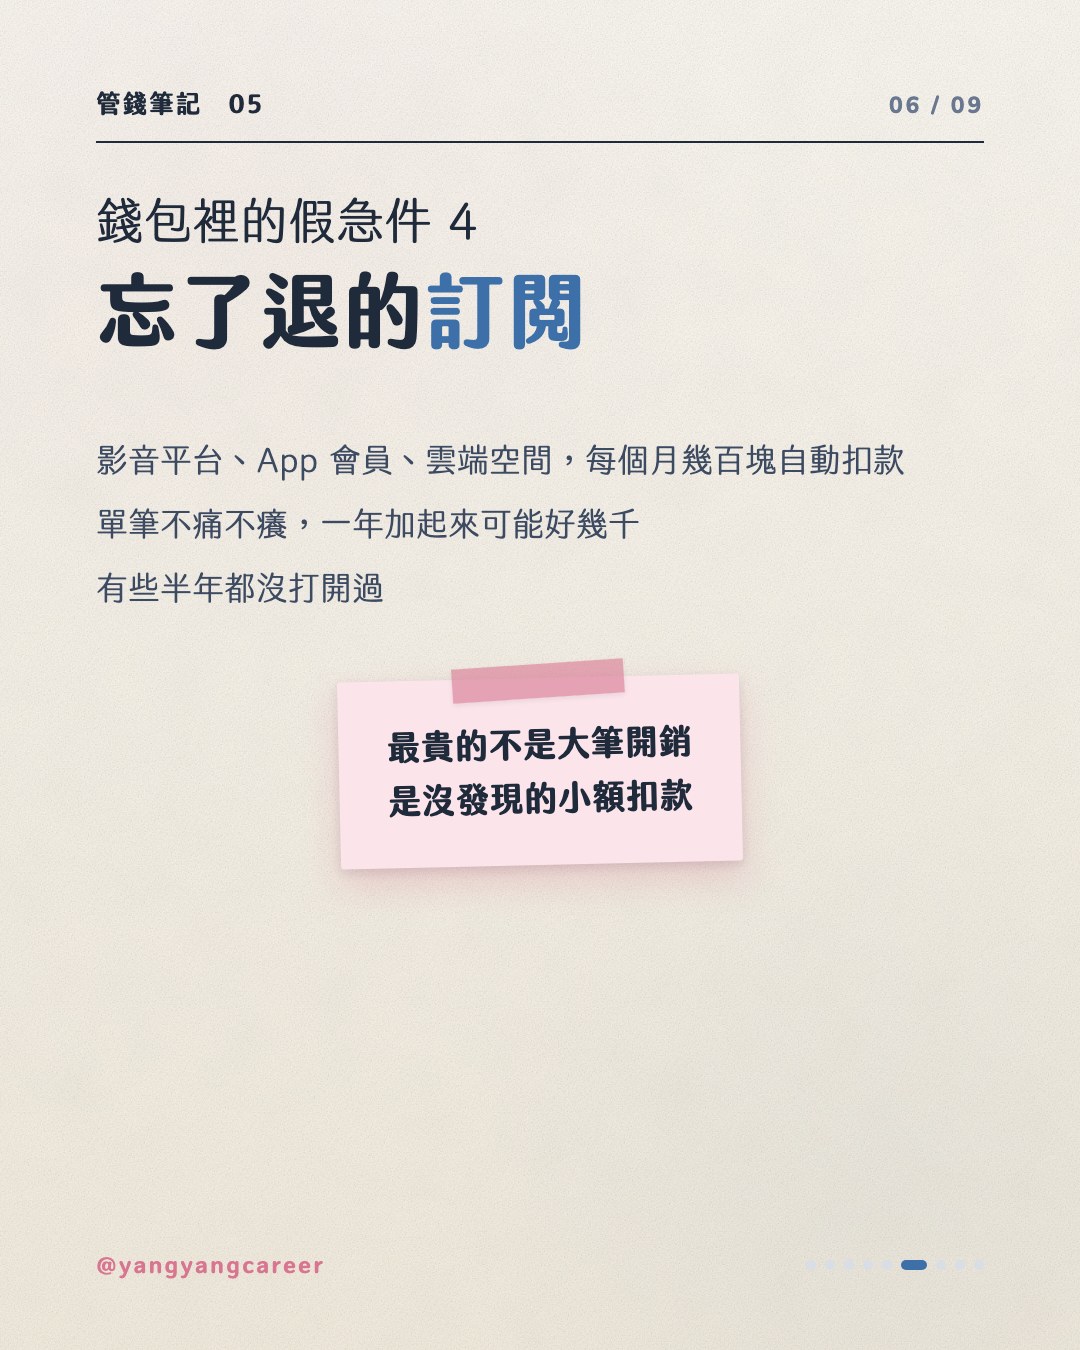 管錢筆記 05
06 / 09
錢包裡的假急件 4
忘了退的訂閱
影音平台、App 會員、雲端空間，每個月幾百塊自動扣款
單筆不痛不癢，一年加起來可能好幾千
有些半年都沒打開過
最貴的不是大筆開銷
是沒發現的小額扣款
@yangyangcareer